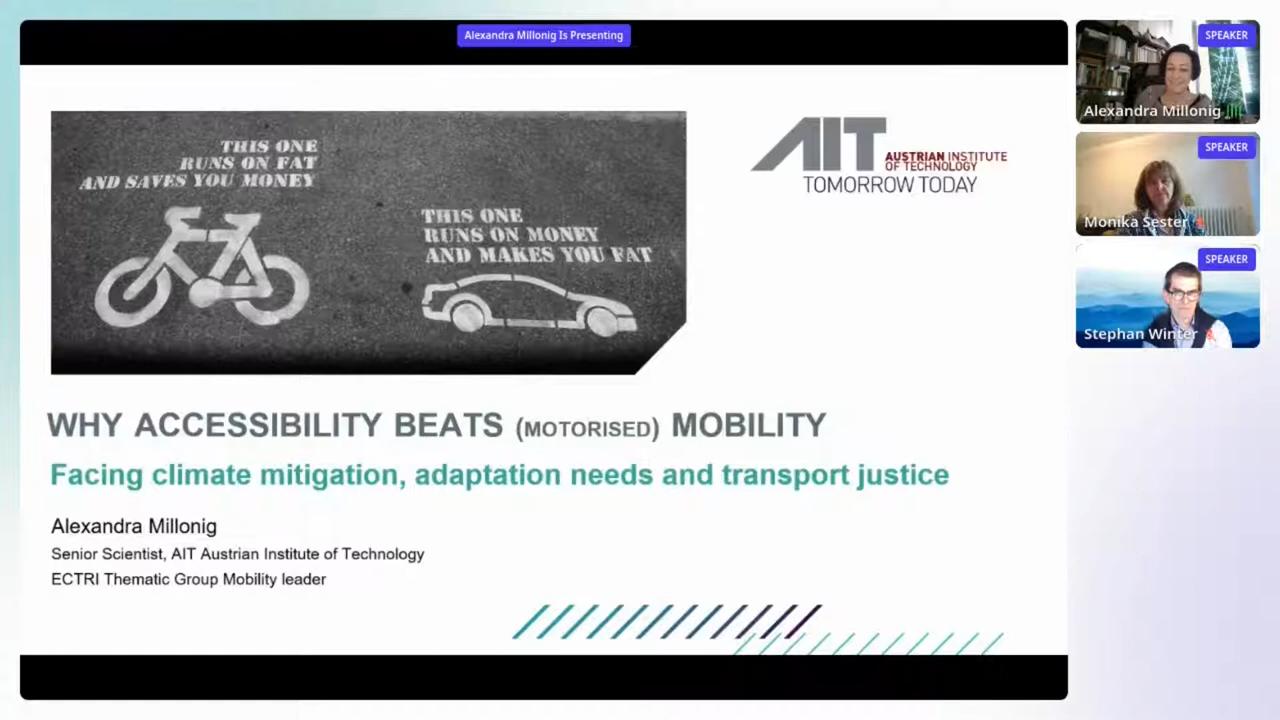 Alexandra Millonig Is Presenting
THIS ONE
RUNS ON FAT
AND SAVES YOU MONEY
THIS ONE
RUNS ON MONEY
AND MAKES YOU FAT
AIT
AUSTRIAN INSTITUTE
OF TECHNOLOGY
TOMORROW TODAY
WHY ACCESSIBILITY BEATS (MOTORISED) MOBILITY
Facing climate mitigation, adaptation needs and transport justice
Alexandra Millonig
Senior Scientist, AIT Austrian Institute of Technology
ECTRI Thematic Group Mobility leader
SPEAKER
Alexandra Millonig
SPEAKER
Monika Sester
SPEAKER
Stephan Winter